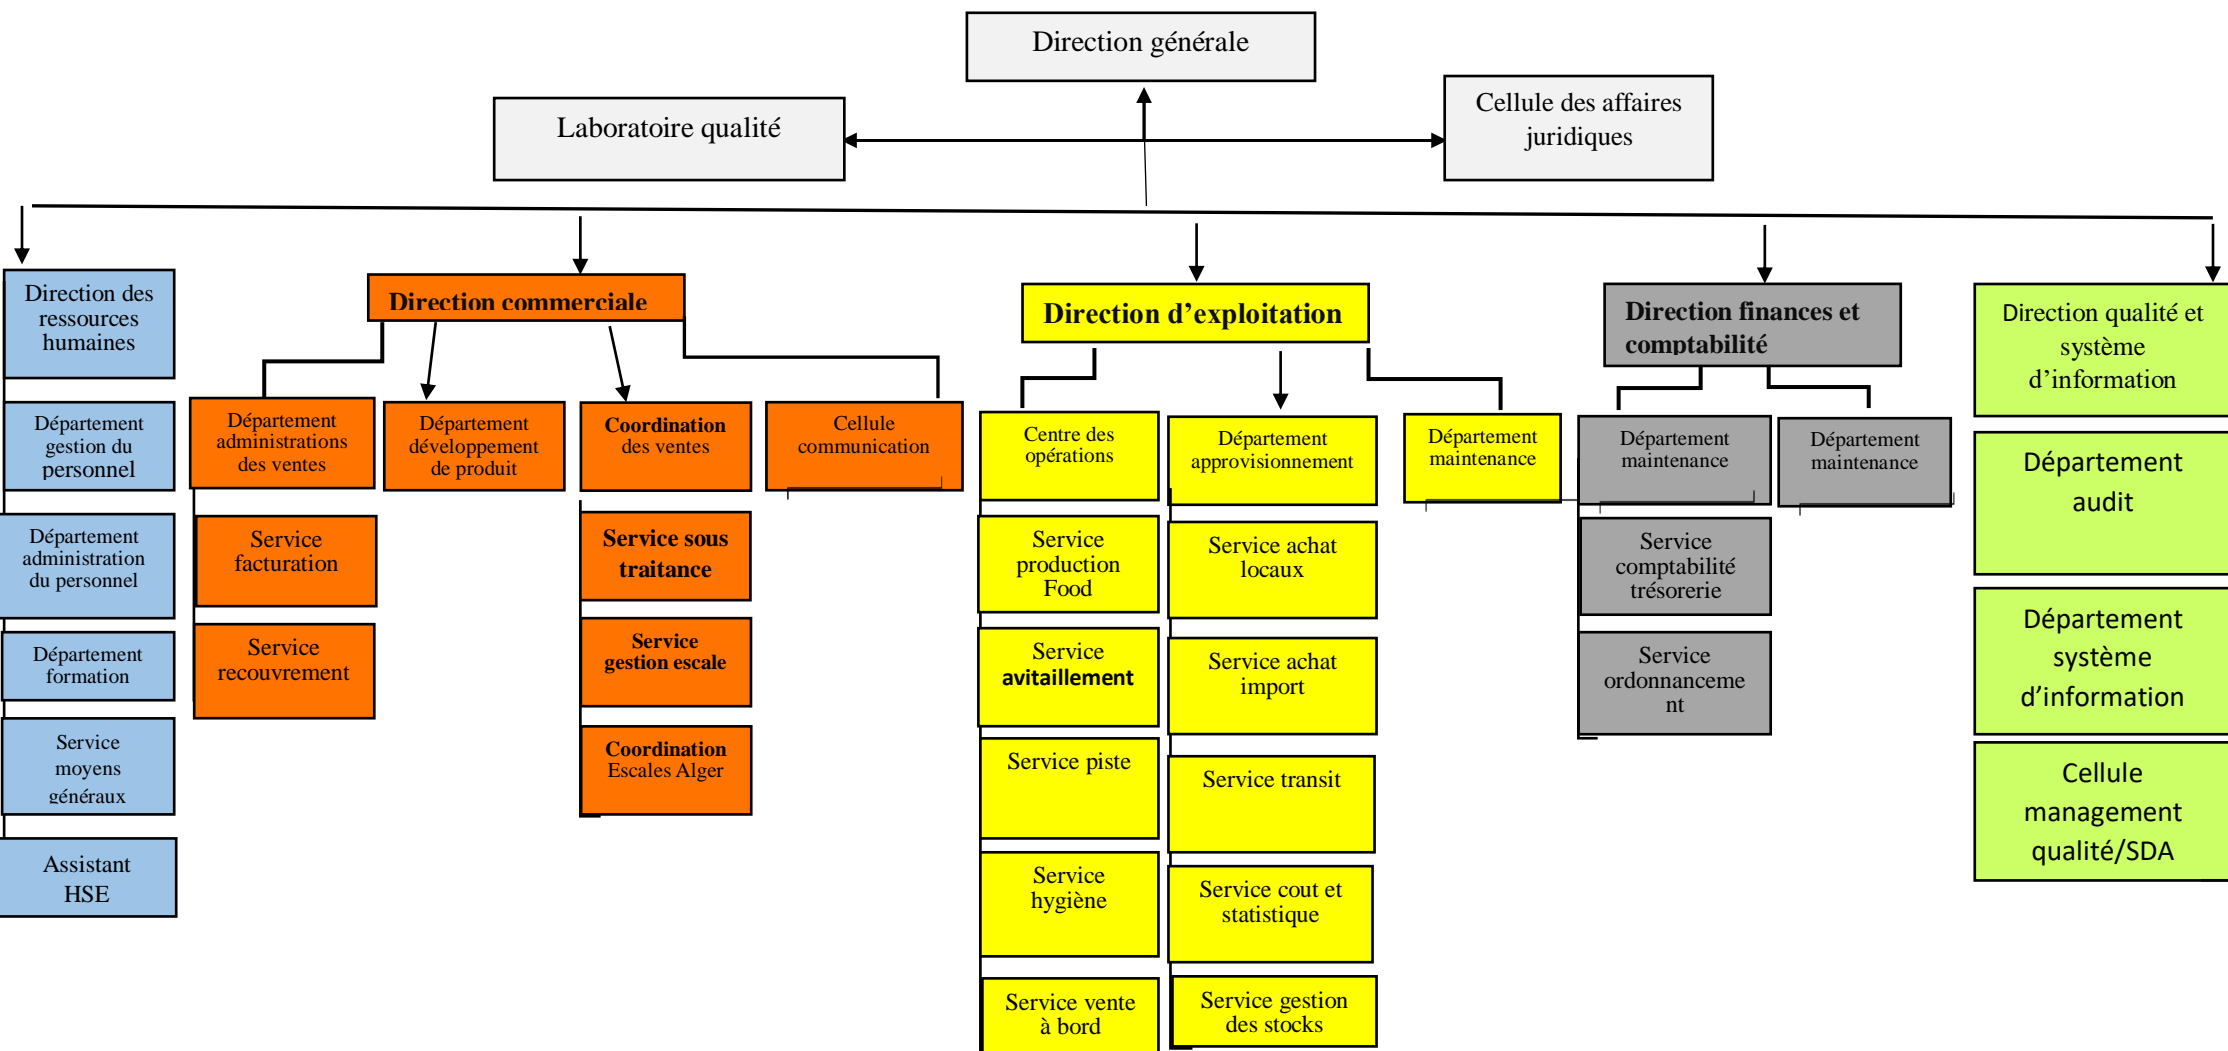 Direction générale
Laboratoire qualité
Cellule des affaires
juridiques
Direction des
ressources
humaines
Département
gestion du
personnel
Département
administration
du personnel
Département
formation
Service
moyens
généraux
Assistant
HSE
Direction commerciale
Département
administrations
des ventes
Service
facturation
Service
recouvrement
Département
développement
de produit
Coordination
des ventes
Service sous
traitance
Service
gestion escale
Coordination
Escales Alger
Cellule
communication
Direction d’exploitation
Centre des
opérations
Service
production
Food
Service
avitaillement
Service piste
Service
hygiène
Service vente
à bord
Département
approvisionnement
Service achat
locaux
Service achat
import
Service transit
Service cout et
statistique
Service gestion
des stocks
Département
maintenance
Direction finances et
comptabilité
Département
maintenance
Service
comptabilité
trésorerie
Service
ordonnanceme
nt
Département
maintenance
Direction qualité et
système
d’information
Département
audit
Département
système
d’information
Cellule
management
qualité/SDA